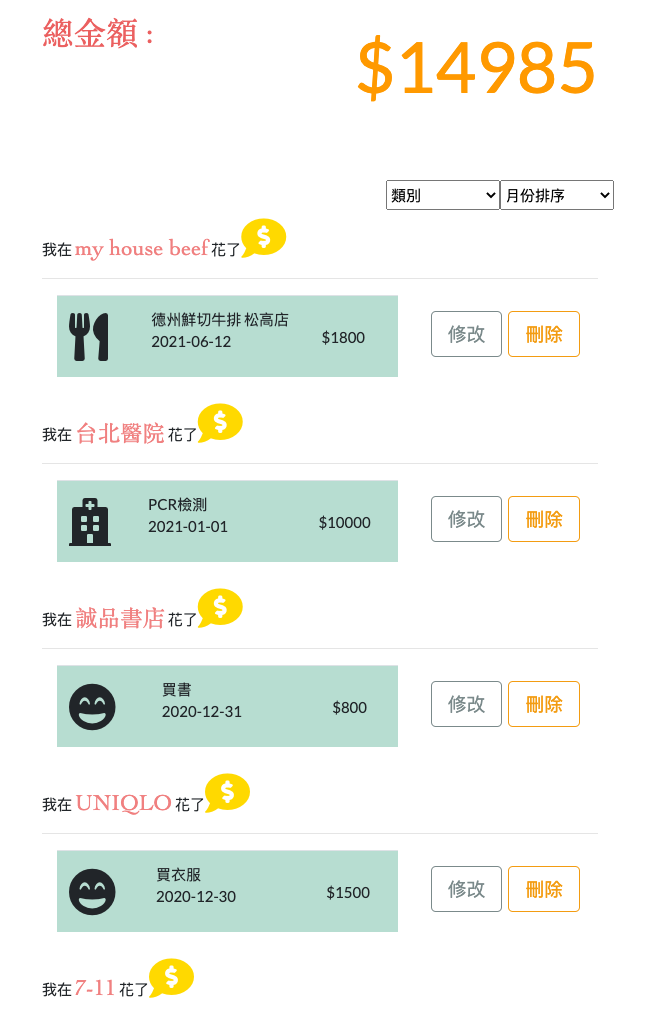 總金額 :
$14985
類別 月份排序
我在 my house beef 花了 $
德州鮮切牛排 松高店
2021-06-12
$1800
修改 刪除
我在 台北醫院 花了 $
PCR檢測
2021-01-01
$10000
修改 刪除
我在 誠品書店 花了 $
買書
2020-12-31
$800
修改 刪除
我在 UNIQLO 花了 $
買衣服
2020-12-30
$1500
修改 刪除
我在 7-11 花了 $